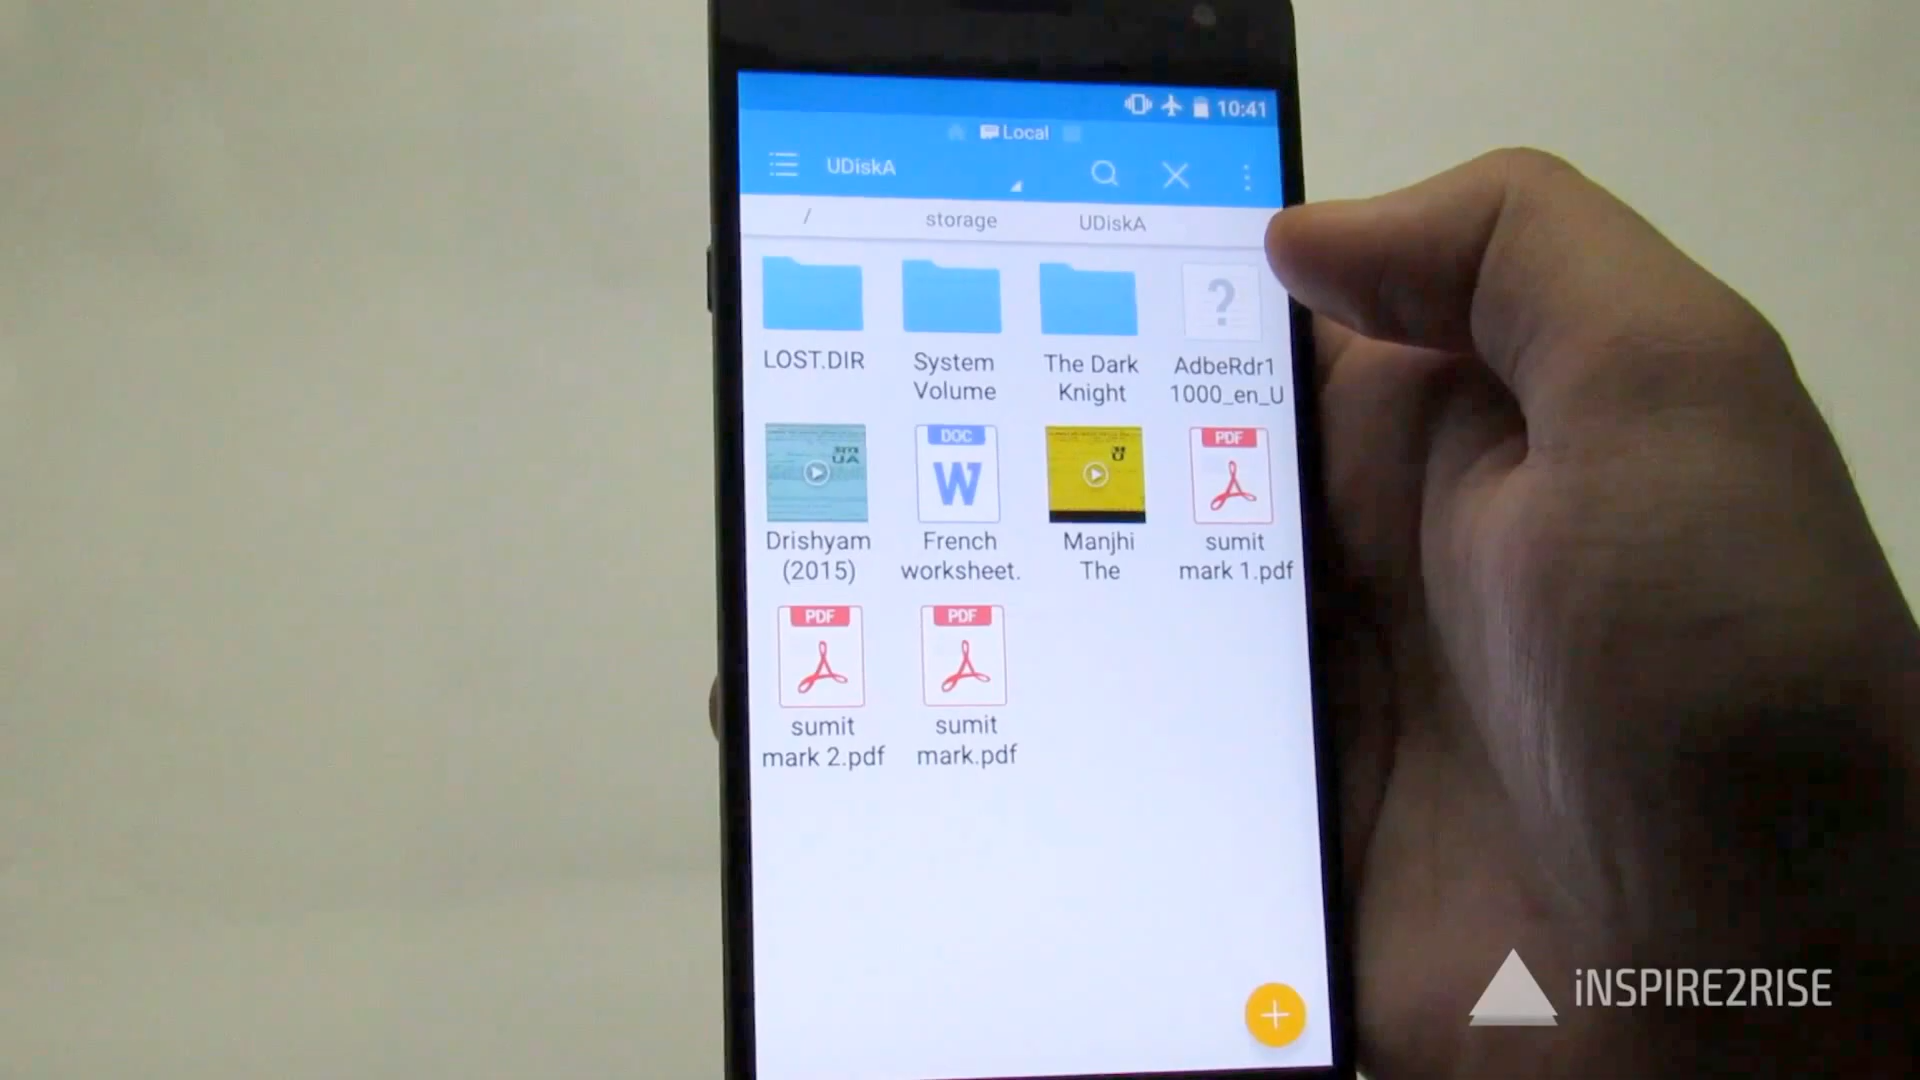 10:41
Local
UDiskA
/ storage UDiskA
LOST.DIR
System
Volume
The Dark
Knight
?
AdbeRdr1
1000_en_U
UA
Drishyam
(2015)
DOC
W
French
worksheet.
U
Manjhi
The
PDF
sumit
mark 1.pdf
PDF
sumit
mark 2.pdf
PDF
sumit
mark.pdf
iNSPIRE2RISE